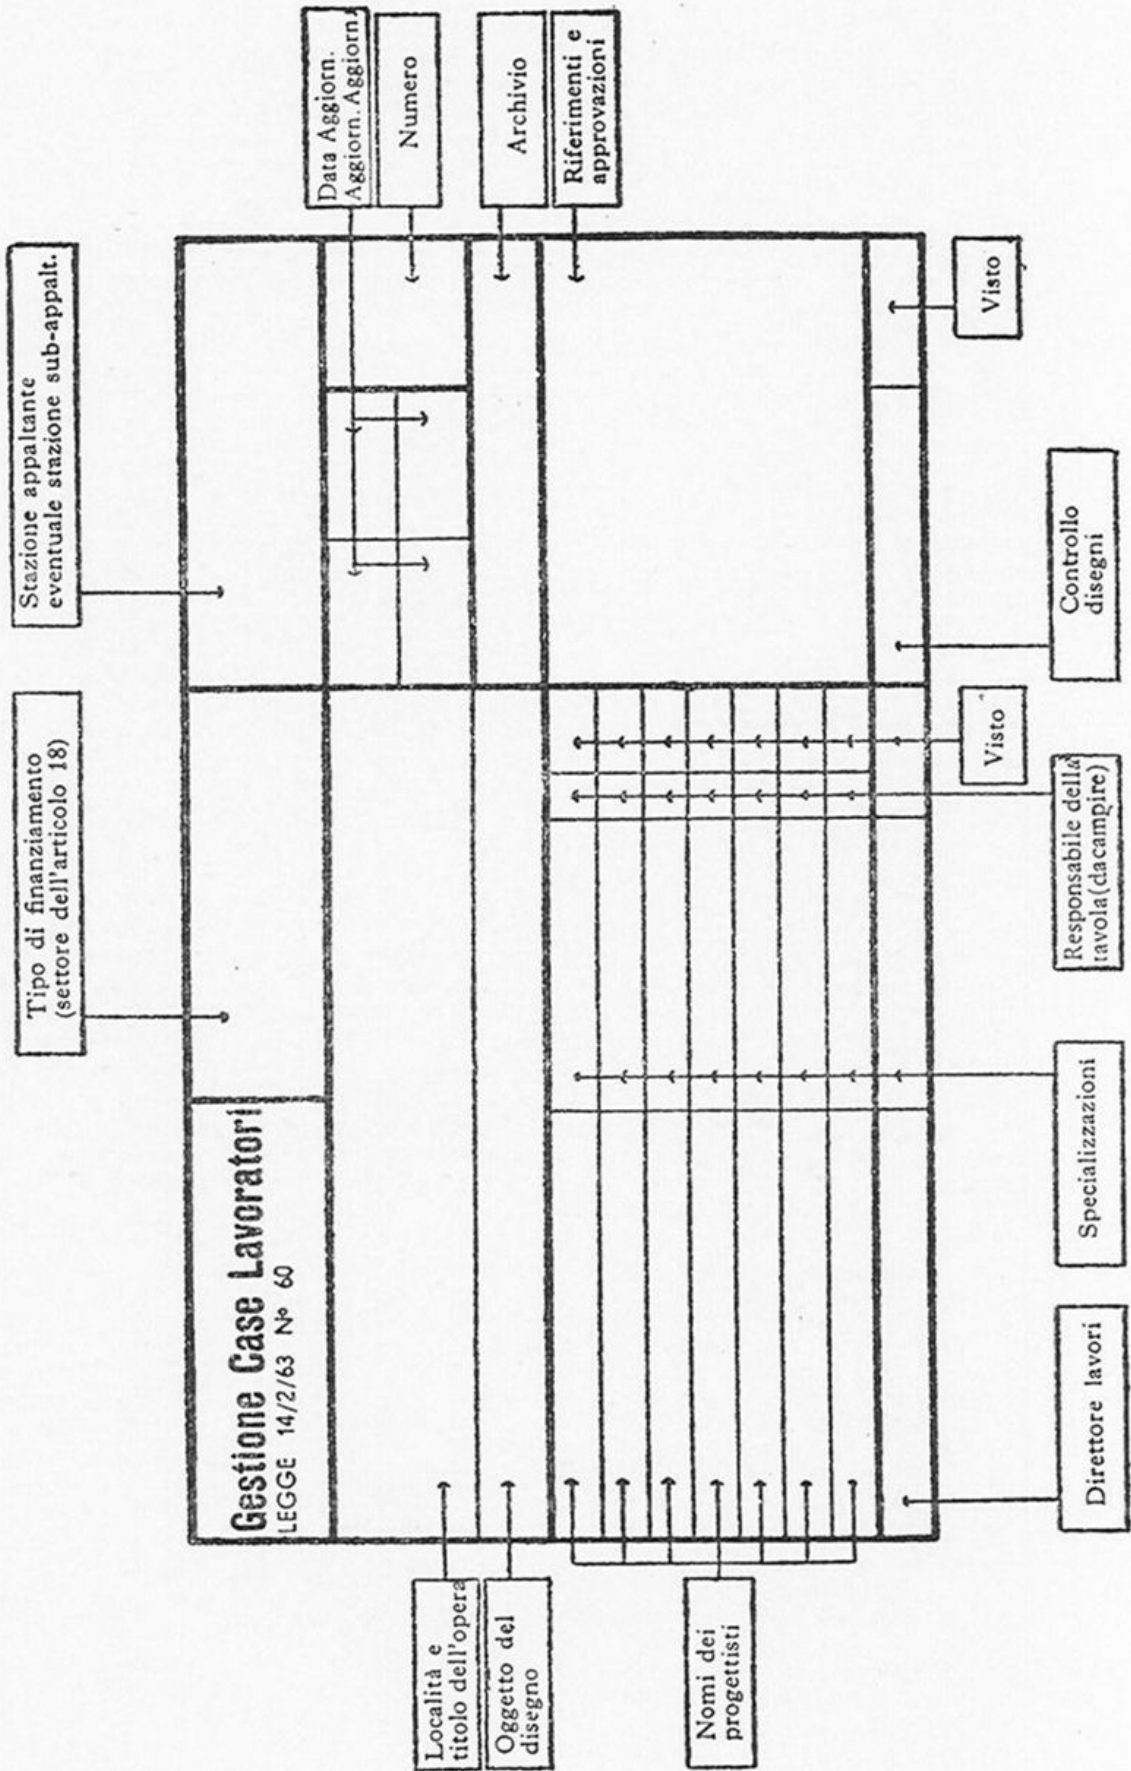 Tipo di finanziamento
(settore dell'articolo 18)
Stazione appaltante
eventuale stazione sub-appalt.
Gestione Case Lavoratori
LEGGE 14/2/63 Nº 60
Data Aggiorn.
Aggiorn. Aggiorn.
Numero
Archivio
Riferimenti e
approvazioni
Località e
titolo dell'opera
Oggetto del
disegno
Nomi dei
progettisti
Direttore lavori
Specializzazioni
Responsabile della
tavola(dacampire)
Visto
Controllo
disegni
Visto